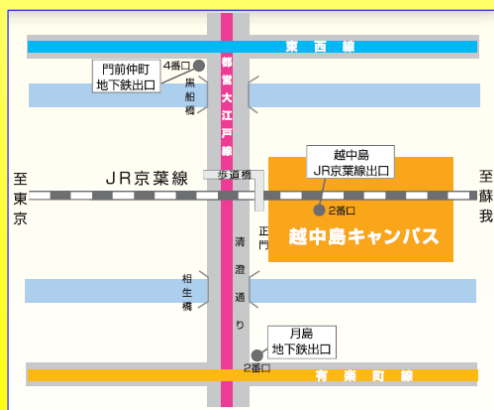 東西線
門前仲町
地下鉄出口
4番口
黒船橋
都営大江戸線
越中島
JR京葉線出口
JR京葉線
歩道橋
至東京
至蘇我
2番口
正門
越中島キャンパス
清澄通り
相生橋
月島
地下鉄出口
2番口
有楽町線